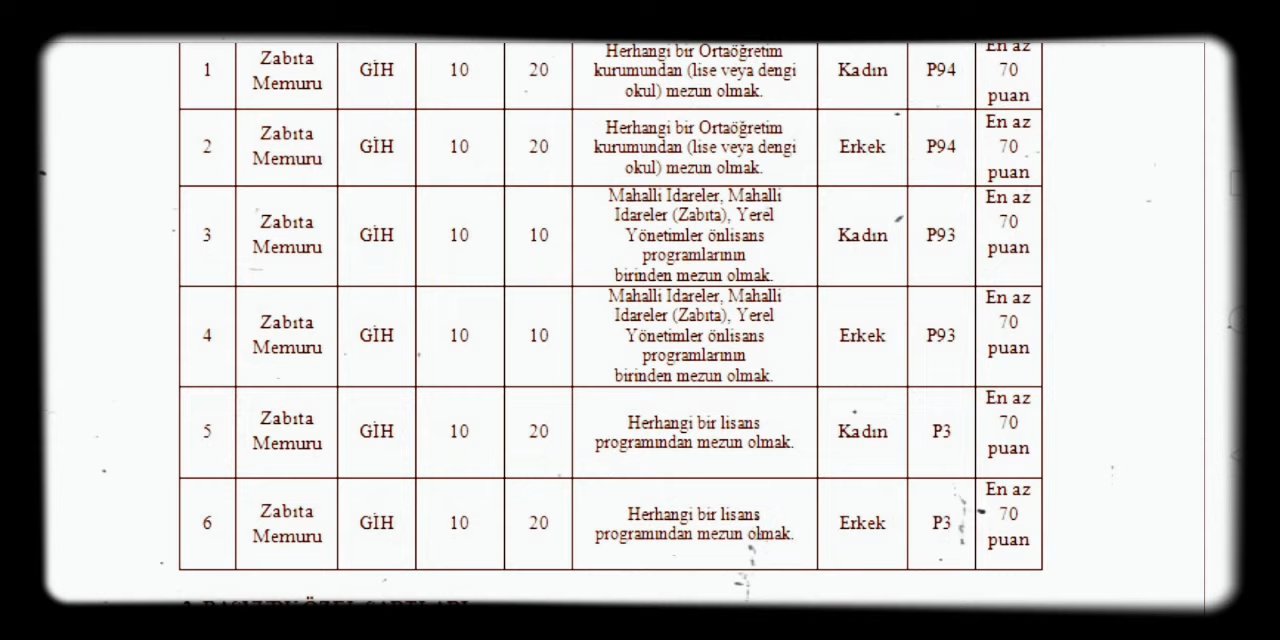 1 Zabıta Memuru GİH 10 20 Herhangi bir Ortaöğretim kurumundan (lise veya dengi okul) mezun olmak. Kadın P94 En az 70 puan
2 Zabıta Memuru GİH 10 20 Herhangi bir Ortaöğretim kurumundan (lise veya dengi okul) mezun olmak. Erkek P94 En az 70 puan
3 Zabıta Memuru GİH 10 10 Mahalli Idareler, Mahalli Idareler (Zabıta), Yerel Yönetimler önlisans programlarının birinden mezun olmak. Kadın P93 En az 70 puan
4 Zabıta Memuru GİH 10 10 Mahalli Idareler, Mahalli Idareler (Zabıta), Yerel Yönetimler önlisans programlarının birinden mezun olmak. Erkek P93 En az 70 puan
5 Zabıta Memuru GİH 10 20 Herhangi bir lisans programından mezun olmak. Kadın P3 En az 70 puan
6 Zabıta Memuru GİH 10 20 Herhangi bir lisans programından mezun olmak. Erkek P3 En az 70 puan